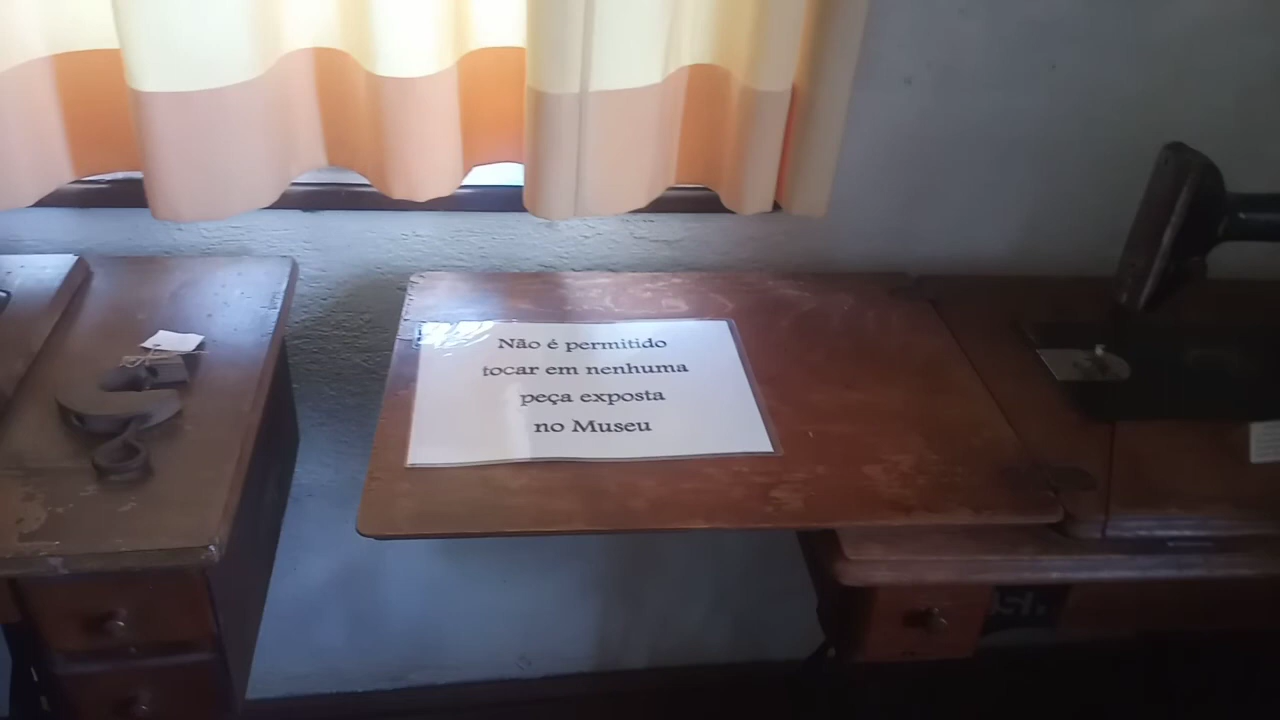 Não é permitido
tocar em nenhuma
peça exposta
no Museu